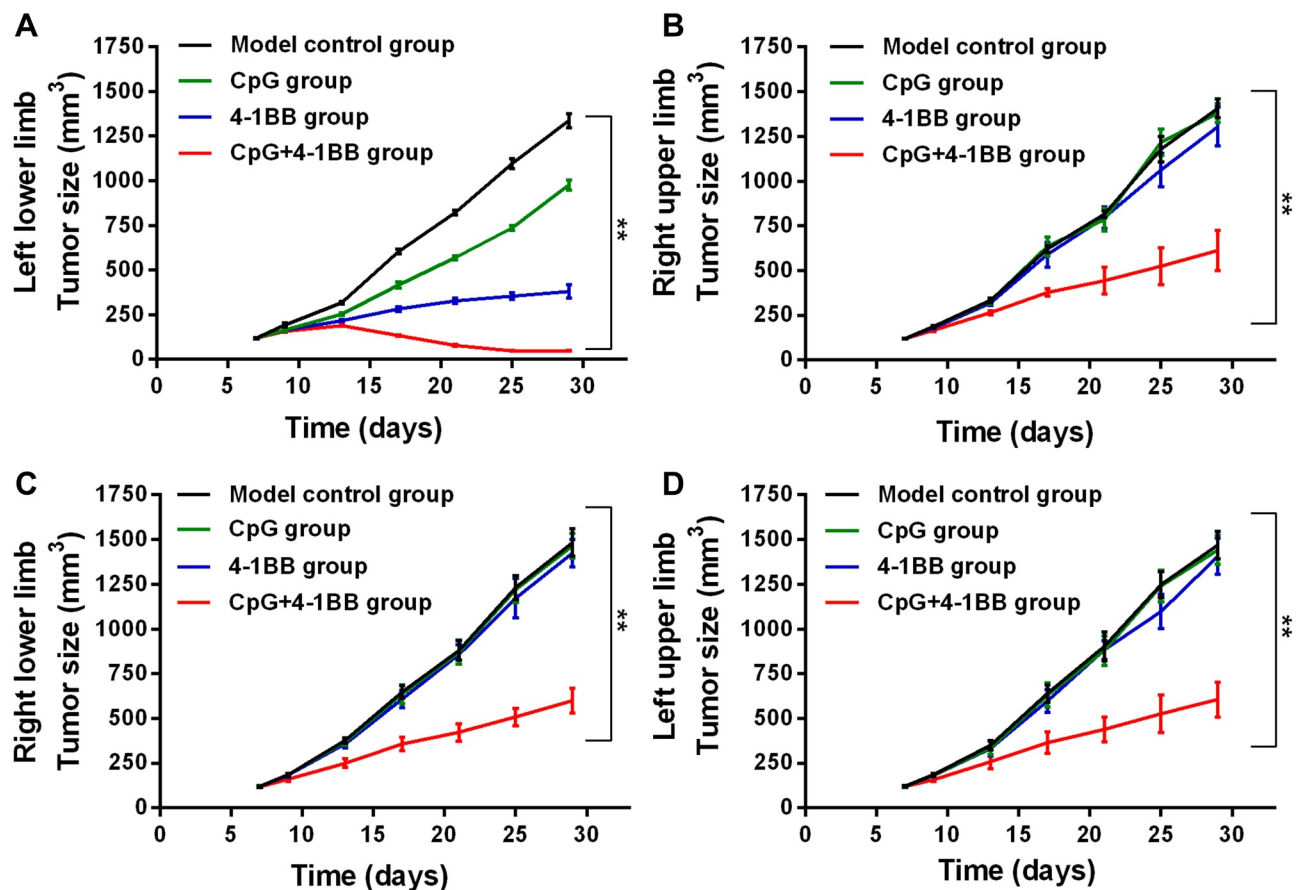 A
Left lower limb
Tumor size (mm³)
1750
1500
1250
1000
750
500
250
0
Model control group
CpG group
4-1BB group
CpG+4-1BB group
**
0 5 10 15 20 25 30
Time (days)
B
Right upper limb
Tumor size (mm³)
1750
1500
1250
1000
750
500
250
0
Model control group
CpG group
4-1BB group
CpG+4-1BB group
**
0 5 10 15 20 25 30
Time (days)
C
Right lower limb
Tumor size (mm³)
1750
1500
1250
1000
750
500
250
0
Model control group
CpG group
4-1BB group
CpG+4-1BB group
**
0 5 10 15 20 25 30
Time (days)
D
Left upper limb
Tumor size (mm³)
1750
1500
1250
1000
750
500
250
0
Model control group
CpG group
4-1BB group
CpG+4-1BB group
**
0 5 10 15 20 25 30
Time (days)